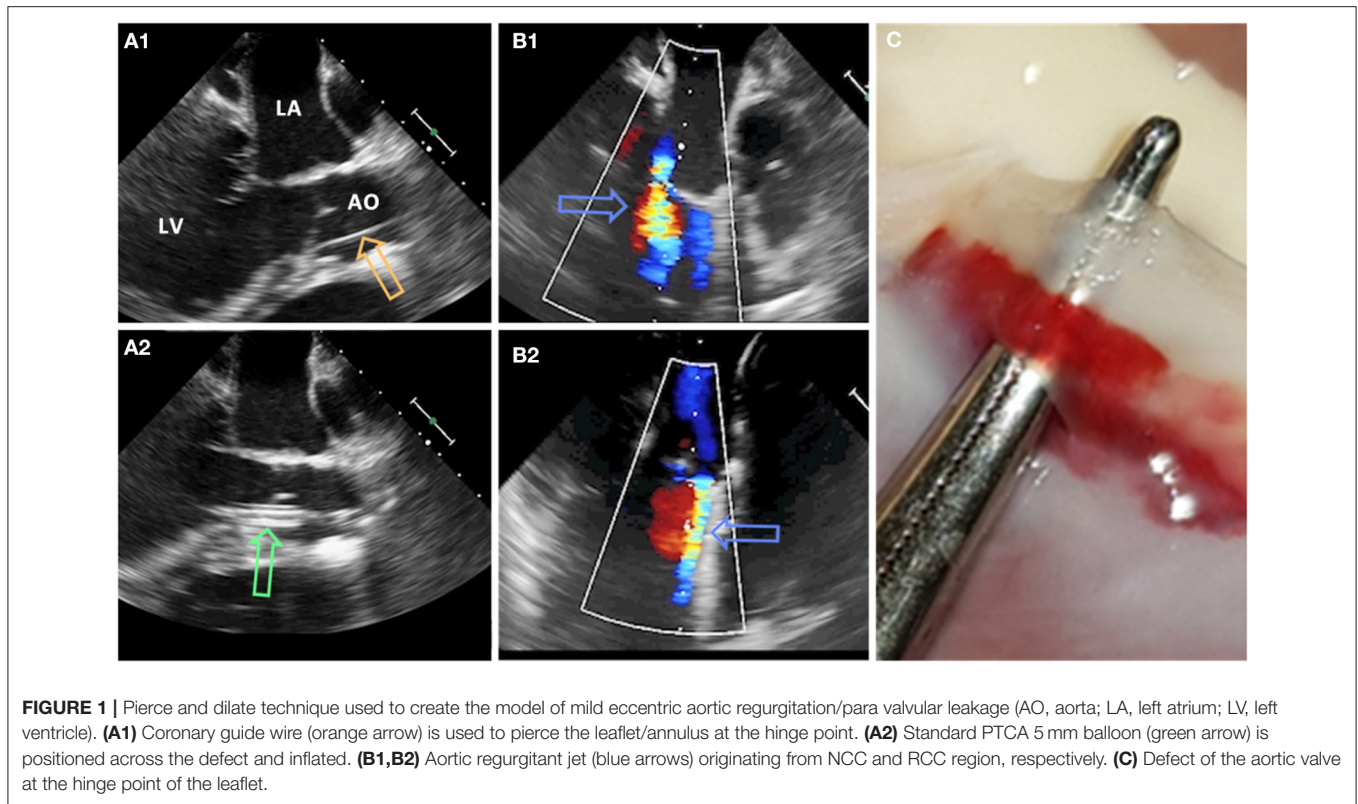 A1
LA
AO
LV
B1
C
A2
B2
FIGURE 1 | Pierce and dilate technique used to create the model of mild eccentric aortic regurgitation/para valvular leakage (AO, aorta; LA, left atrium; LV, left
ventricle). (A1) Coronary guide wire (orange arrow) is used to pierce the leaflet/annulus at the hinge point. (A2) Standard PTCA 5 mm balloon (green arrow) is
positioned across the defect and inflated. (B1,B2) Aortic regurgitant jet (blue arrows) originating from NCC and RCC region, respectively. (C) Defect of the aortic valve
at the hinge point of the leaflet.